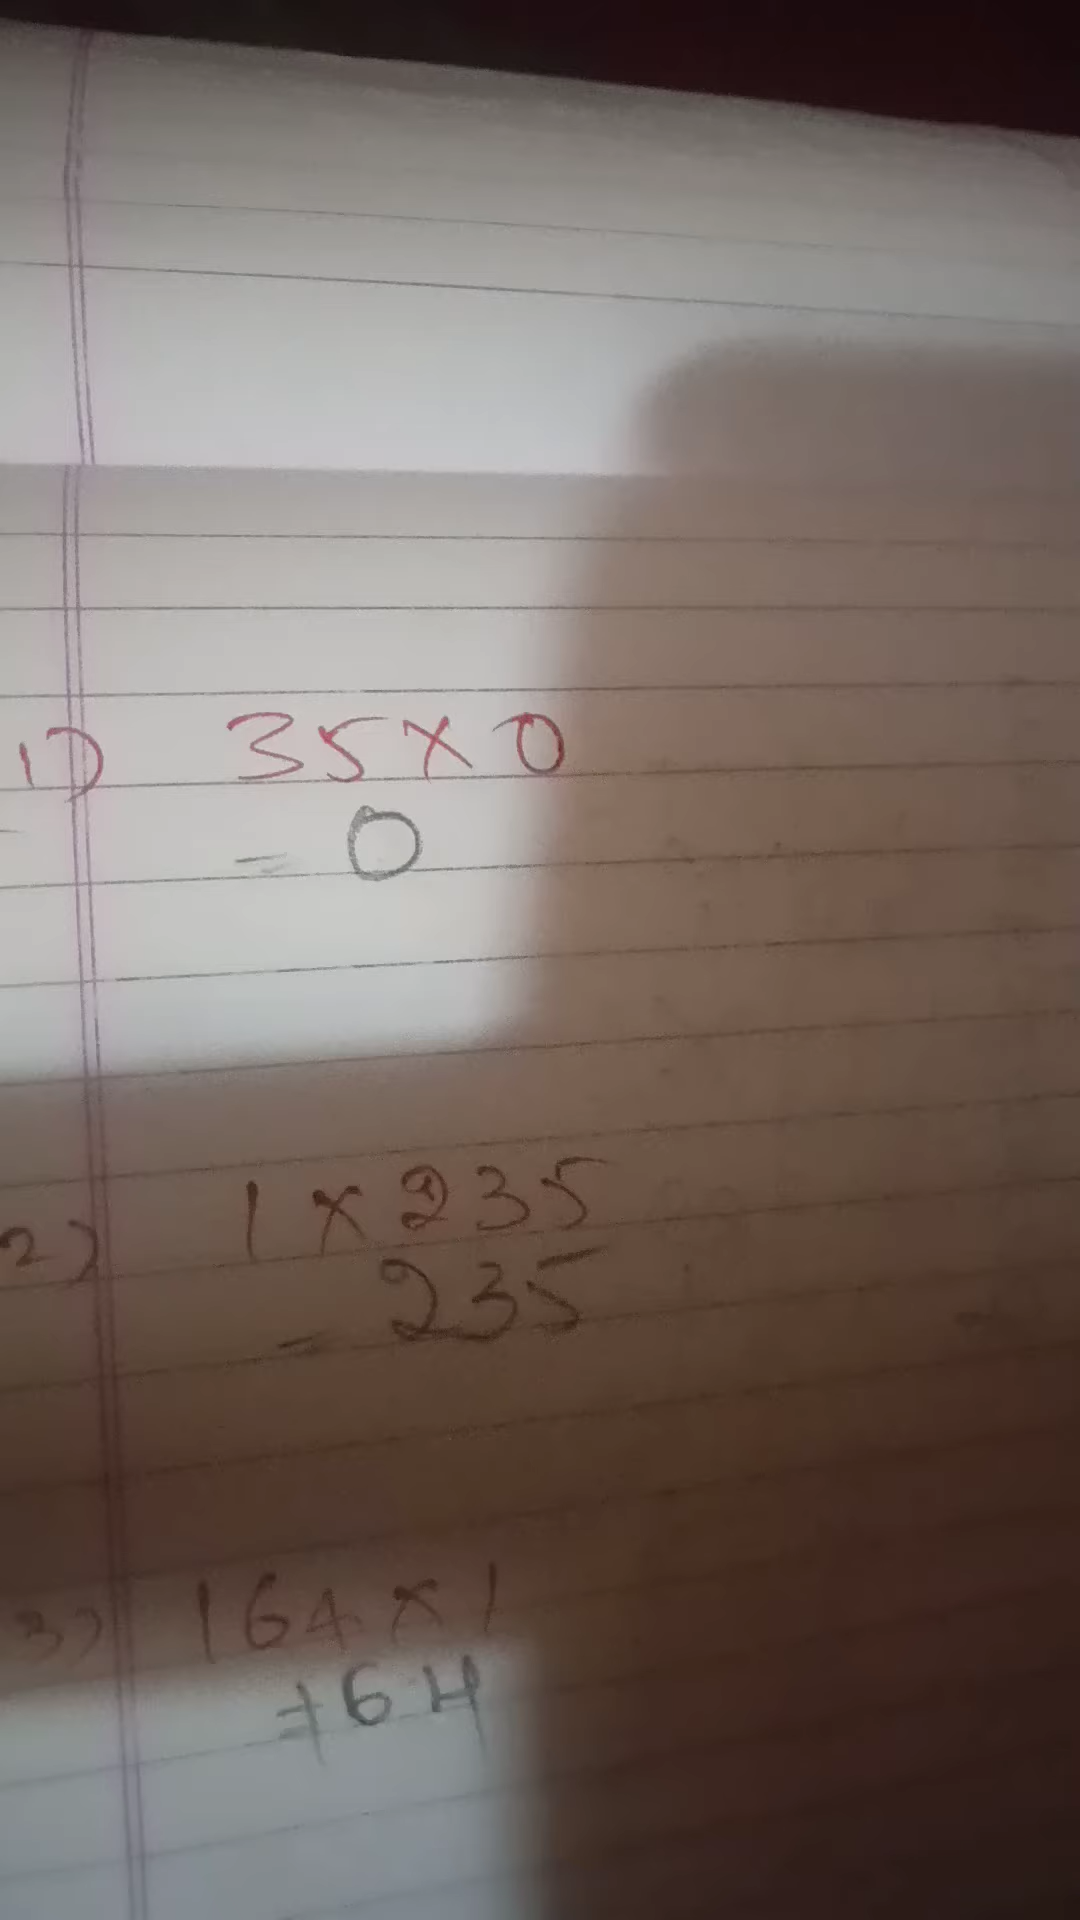 1) 35 x 0
= 0
2) 1 x 235
= 235
3) 164 x 1
=164